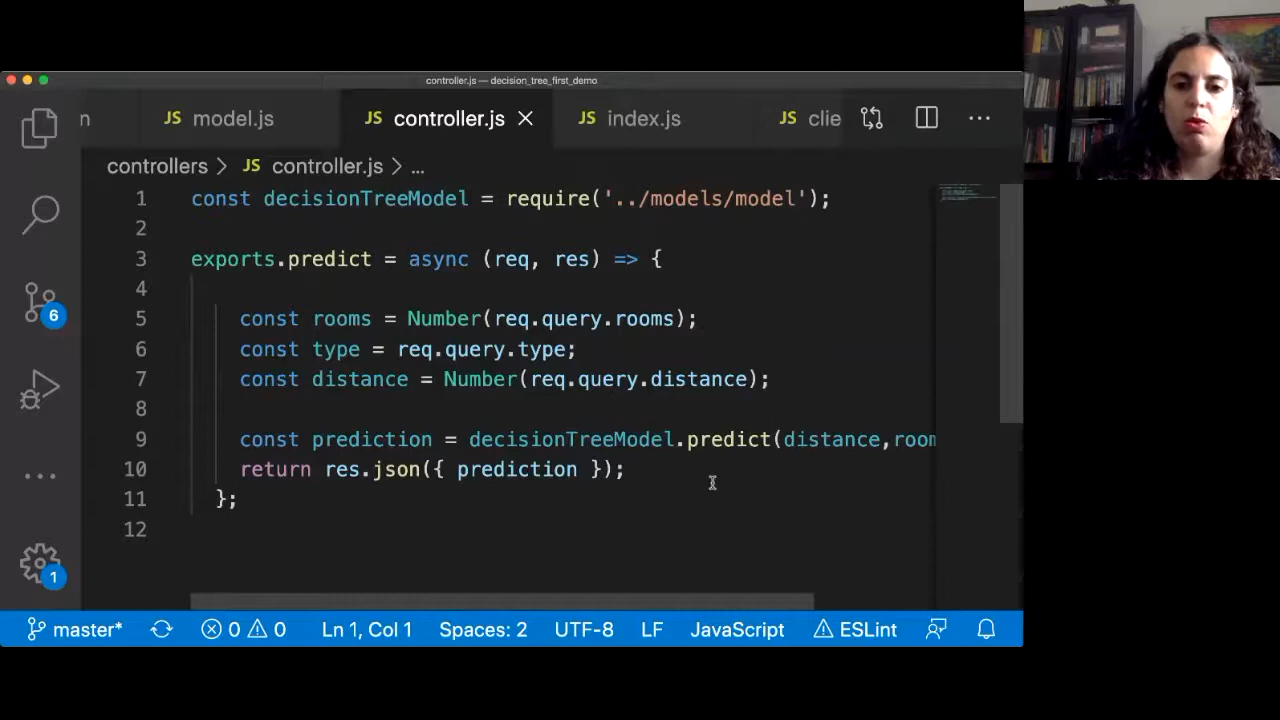 controller.js — decision_tree_first_demo
n JS model.js JS controller.js JS index.js JS clie ···
controllers > JS controller.js > ...
1 const decisionTreeModel = require('../models/model');
2
3 exports.predict = async (req, res) => {
4
5 const rooms = Number(req.query.rooms);
6 const type = req.query.type;
7 const distance = Number(req.query.distance);
8
9 const prediction = decisionTreeModel.predict(distance,room
10 return res.json({ prediction });
11 };
12
6
1
master* 0 0 Ln 1, Col 1 Spaces: 2 UTF-8 LF JavaScript ESLint